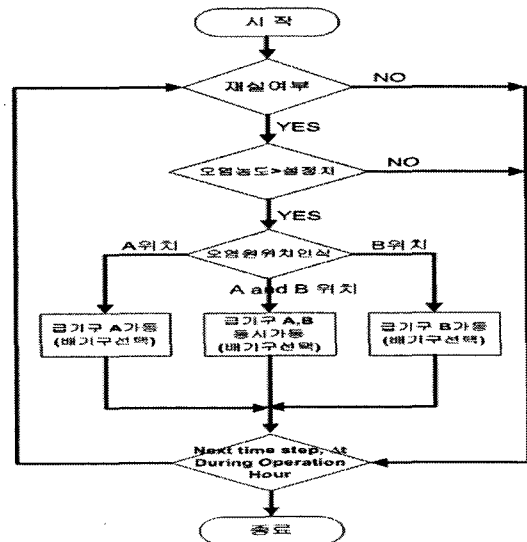 시 작
재실여부
NO
YES
오염농도>설정치
NO
YES
A위치
오염원위치인식
B위치
A and B 위치
급기구 A가동
(배기구선택)
급기구 A,B
동시가동
(배기구선택)
급기구 B가동
(배기구선택)
Next time step, Δt
During Operation
Hour
종료